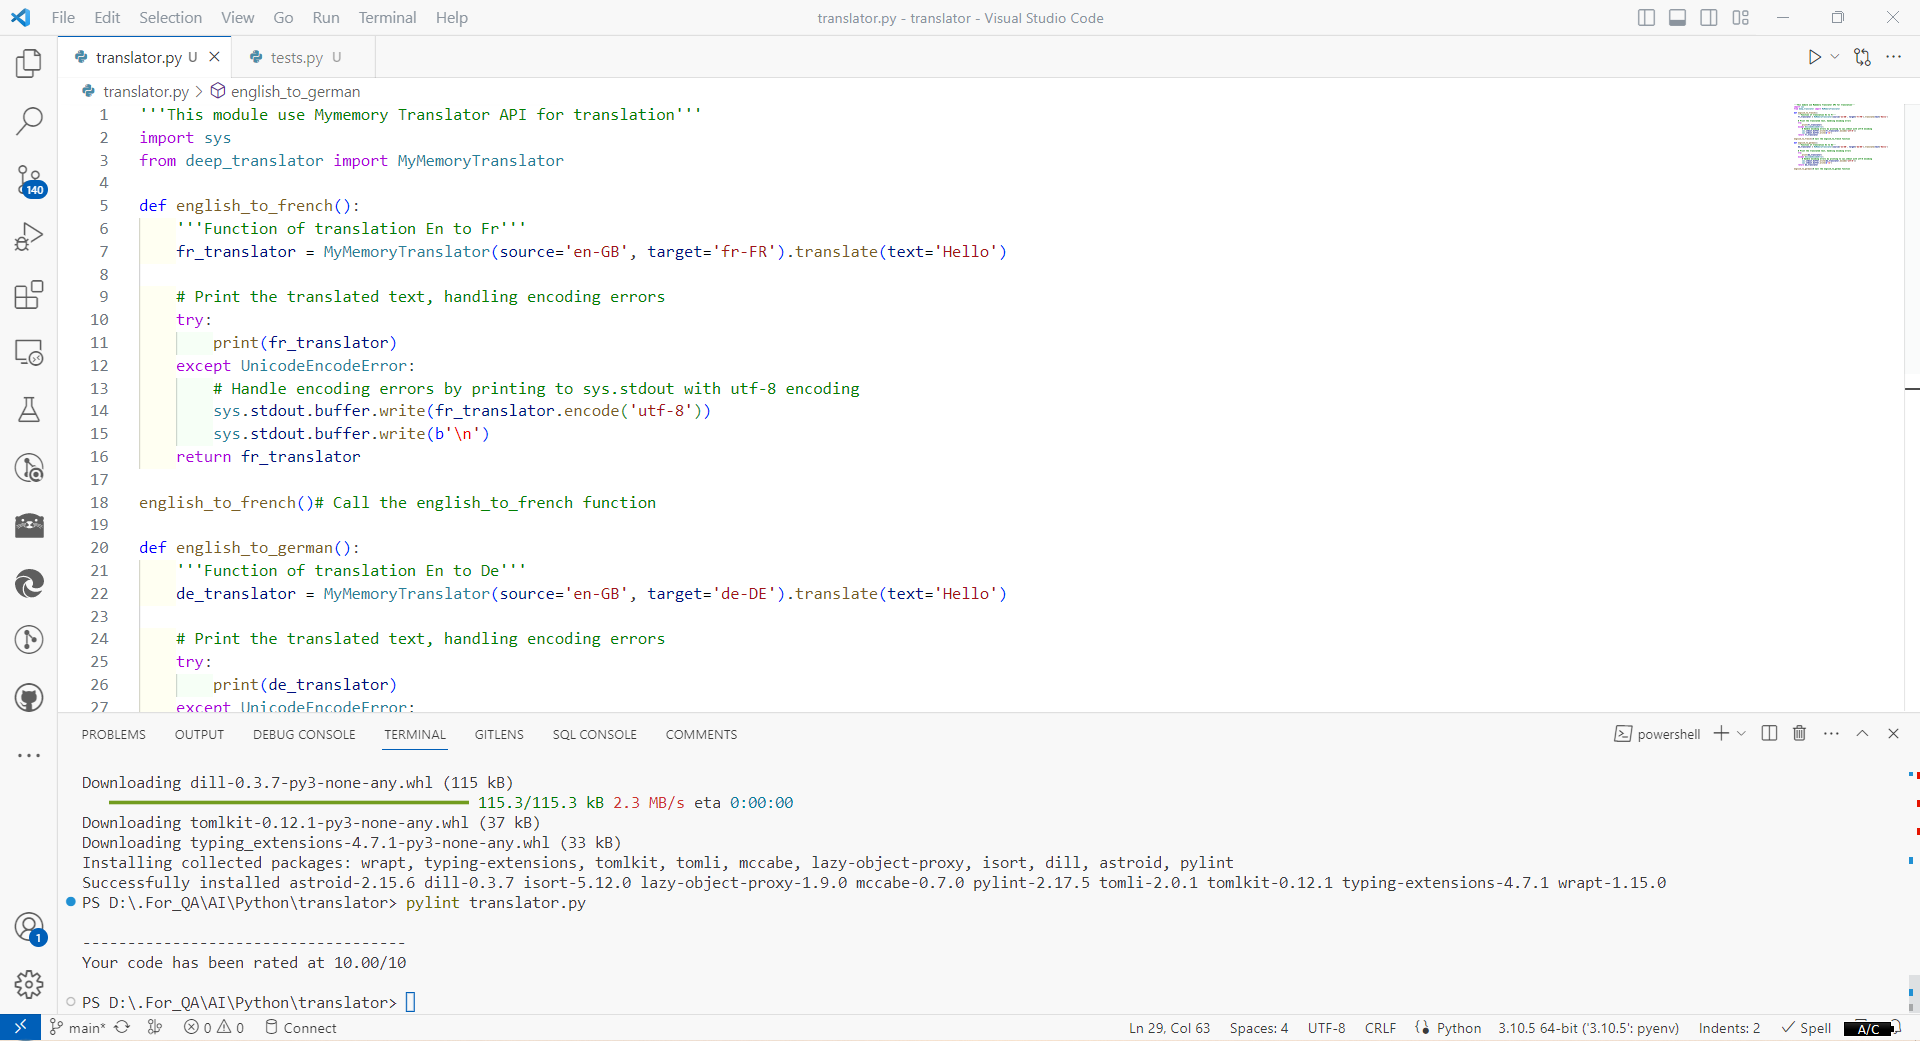 File Edit Selection View Go Run Terminal Help translator.py - translator - Visual Studio Code
translator.py U tests.py U
translator.py > english_to_german
1 '''This module use Mymemory Translator API for translation'''
2 import sys
3 from deep_translator import MyMemoryTranslator
4
5 def english_to_french():
6 '''Function of translation En to Fr'''
7 fr_translator = MyMemoryTranslator(source='en-GB', target='fr-FR').translate(text='Hello')
8
9 # Print the translated text, handling encoding errors
10 try:
11 print(fr_translator)
12 except UnicodeEncodeError:
13 # Handle encoding errors by printing to sys.stdout with utf-8 encoding
14 sys.stdout.buffer.write(fr_translator.encode('utf-8'))
15 sys.stdout.buffer.write(b'\n')
16 return fr_translator
17
18 english_to_french()# Call the english_to_french function
19
20 def english_to_german():
21 '''Function of translation En to De'''
22 de_translator = MyMemoryTranslator(source='en-GB', target='de-DE').translate(text='Hello')
23
24 # Print the translated text, handling encoding errors
25 try:
26 print(de_translator)
27 except UnicodeEncodeError:
140
1
PROBLEMS OUTPUT DEBUG CONSOLE TERMINAL GITLENS SQL CONSOLE COMMENTS powershell
Downloading dill-0.3.7-py3-none-any.whl (115 kB)
115.3/115.3 kB 2.3 MB/s eta 0:00:00
Downloading tomlkit-0.12.1-py3-none-any.whl (37 kB)
Downloading typing_extensions-4.7.1-py3-none-any.whl (33 kB)
Installing collected packages: wrapt, typing-extensions, tomlkit, tomli, mccabe, lazy-object-proxy, isort, dill, astroid, pylint
Successfully installed astroid-2.15.6 dill-0.3.7 isort-5.12.0 lazy-object-proxy-1.9.0 mccabe-0.7.0 pylint-2.17.5 tomli-2.0.1 tomlkit-0.12.1 typing-extensions-4.7.1 wrapt-1.15.0
PS D:\.For_QA\AI\Python\translator> pylint translator.py
------------------------------------
Your code has been rated at 10.00/10
PS D:\.For_QA\AI\Python\translator>
main* 0 0 Connect Ln 29, Col 63 Spaces: 4 UTF-8 CRLF Python 3.10.5 64-bit ('3.10.5': pyenv) Indents: 2 Spell A/C